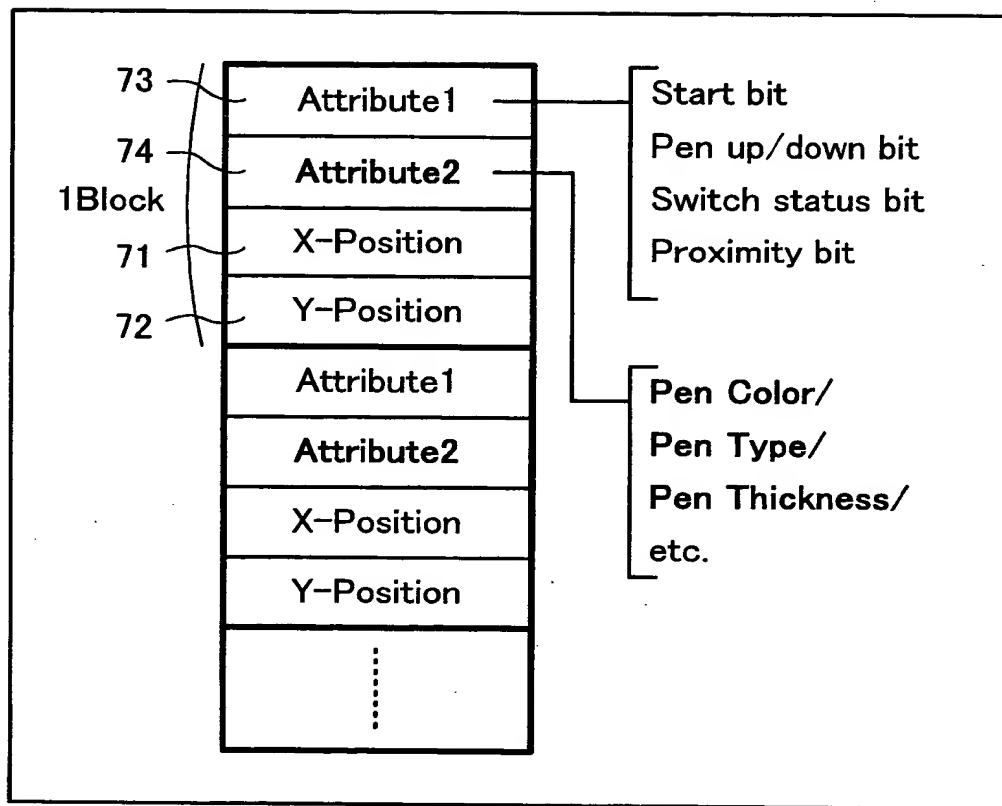 73
Attribute1
Start bit
74
Attribute2
Pen up/down bit
1Block
Switch status bit
71
X-Position
Proximity bit
72
Y-Position
Attribute1
Pen Color/
Attribute2
Pen Type/
X-Position
Pen Thickness/
Y-Position
etc.